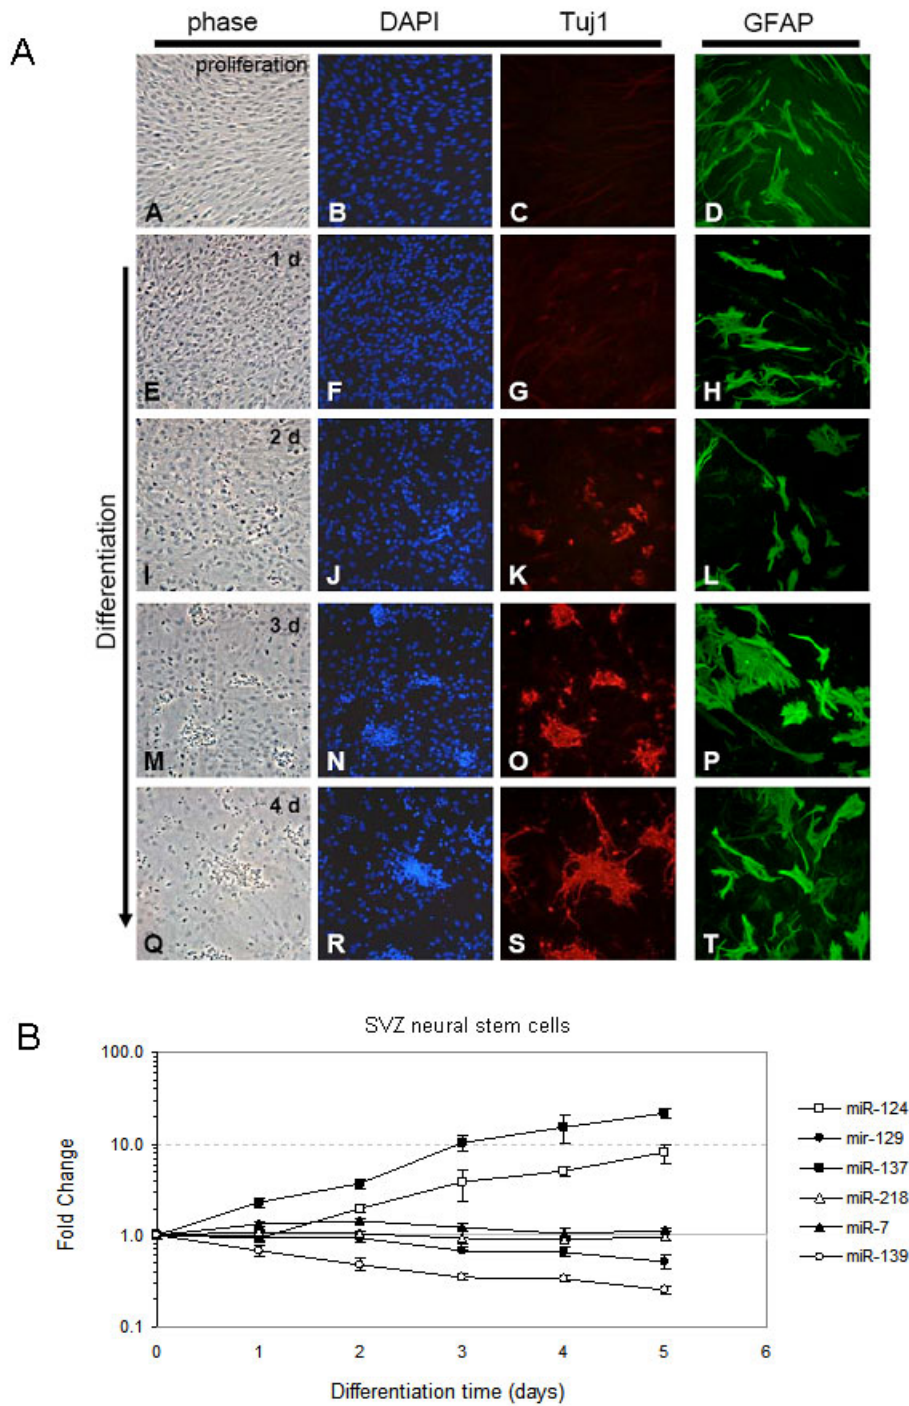 phase DAPI Tuj1 GFAP
A
proliferation
A B C D
1 d
E F G H
2 d
I J K L
Differentiation
3 d
M N O P
4 d
Q R S T
B
SVZ neural stem cells
100.0
10.0
1.0
0.1
Fold Change
0 1 2 3 4 5 6
Differentiation time (days)
miR-124
mir-129
miR-137
miR-218
miR-7
miR-139